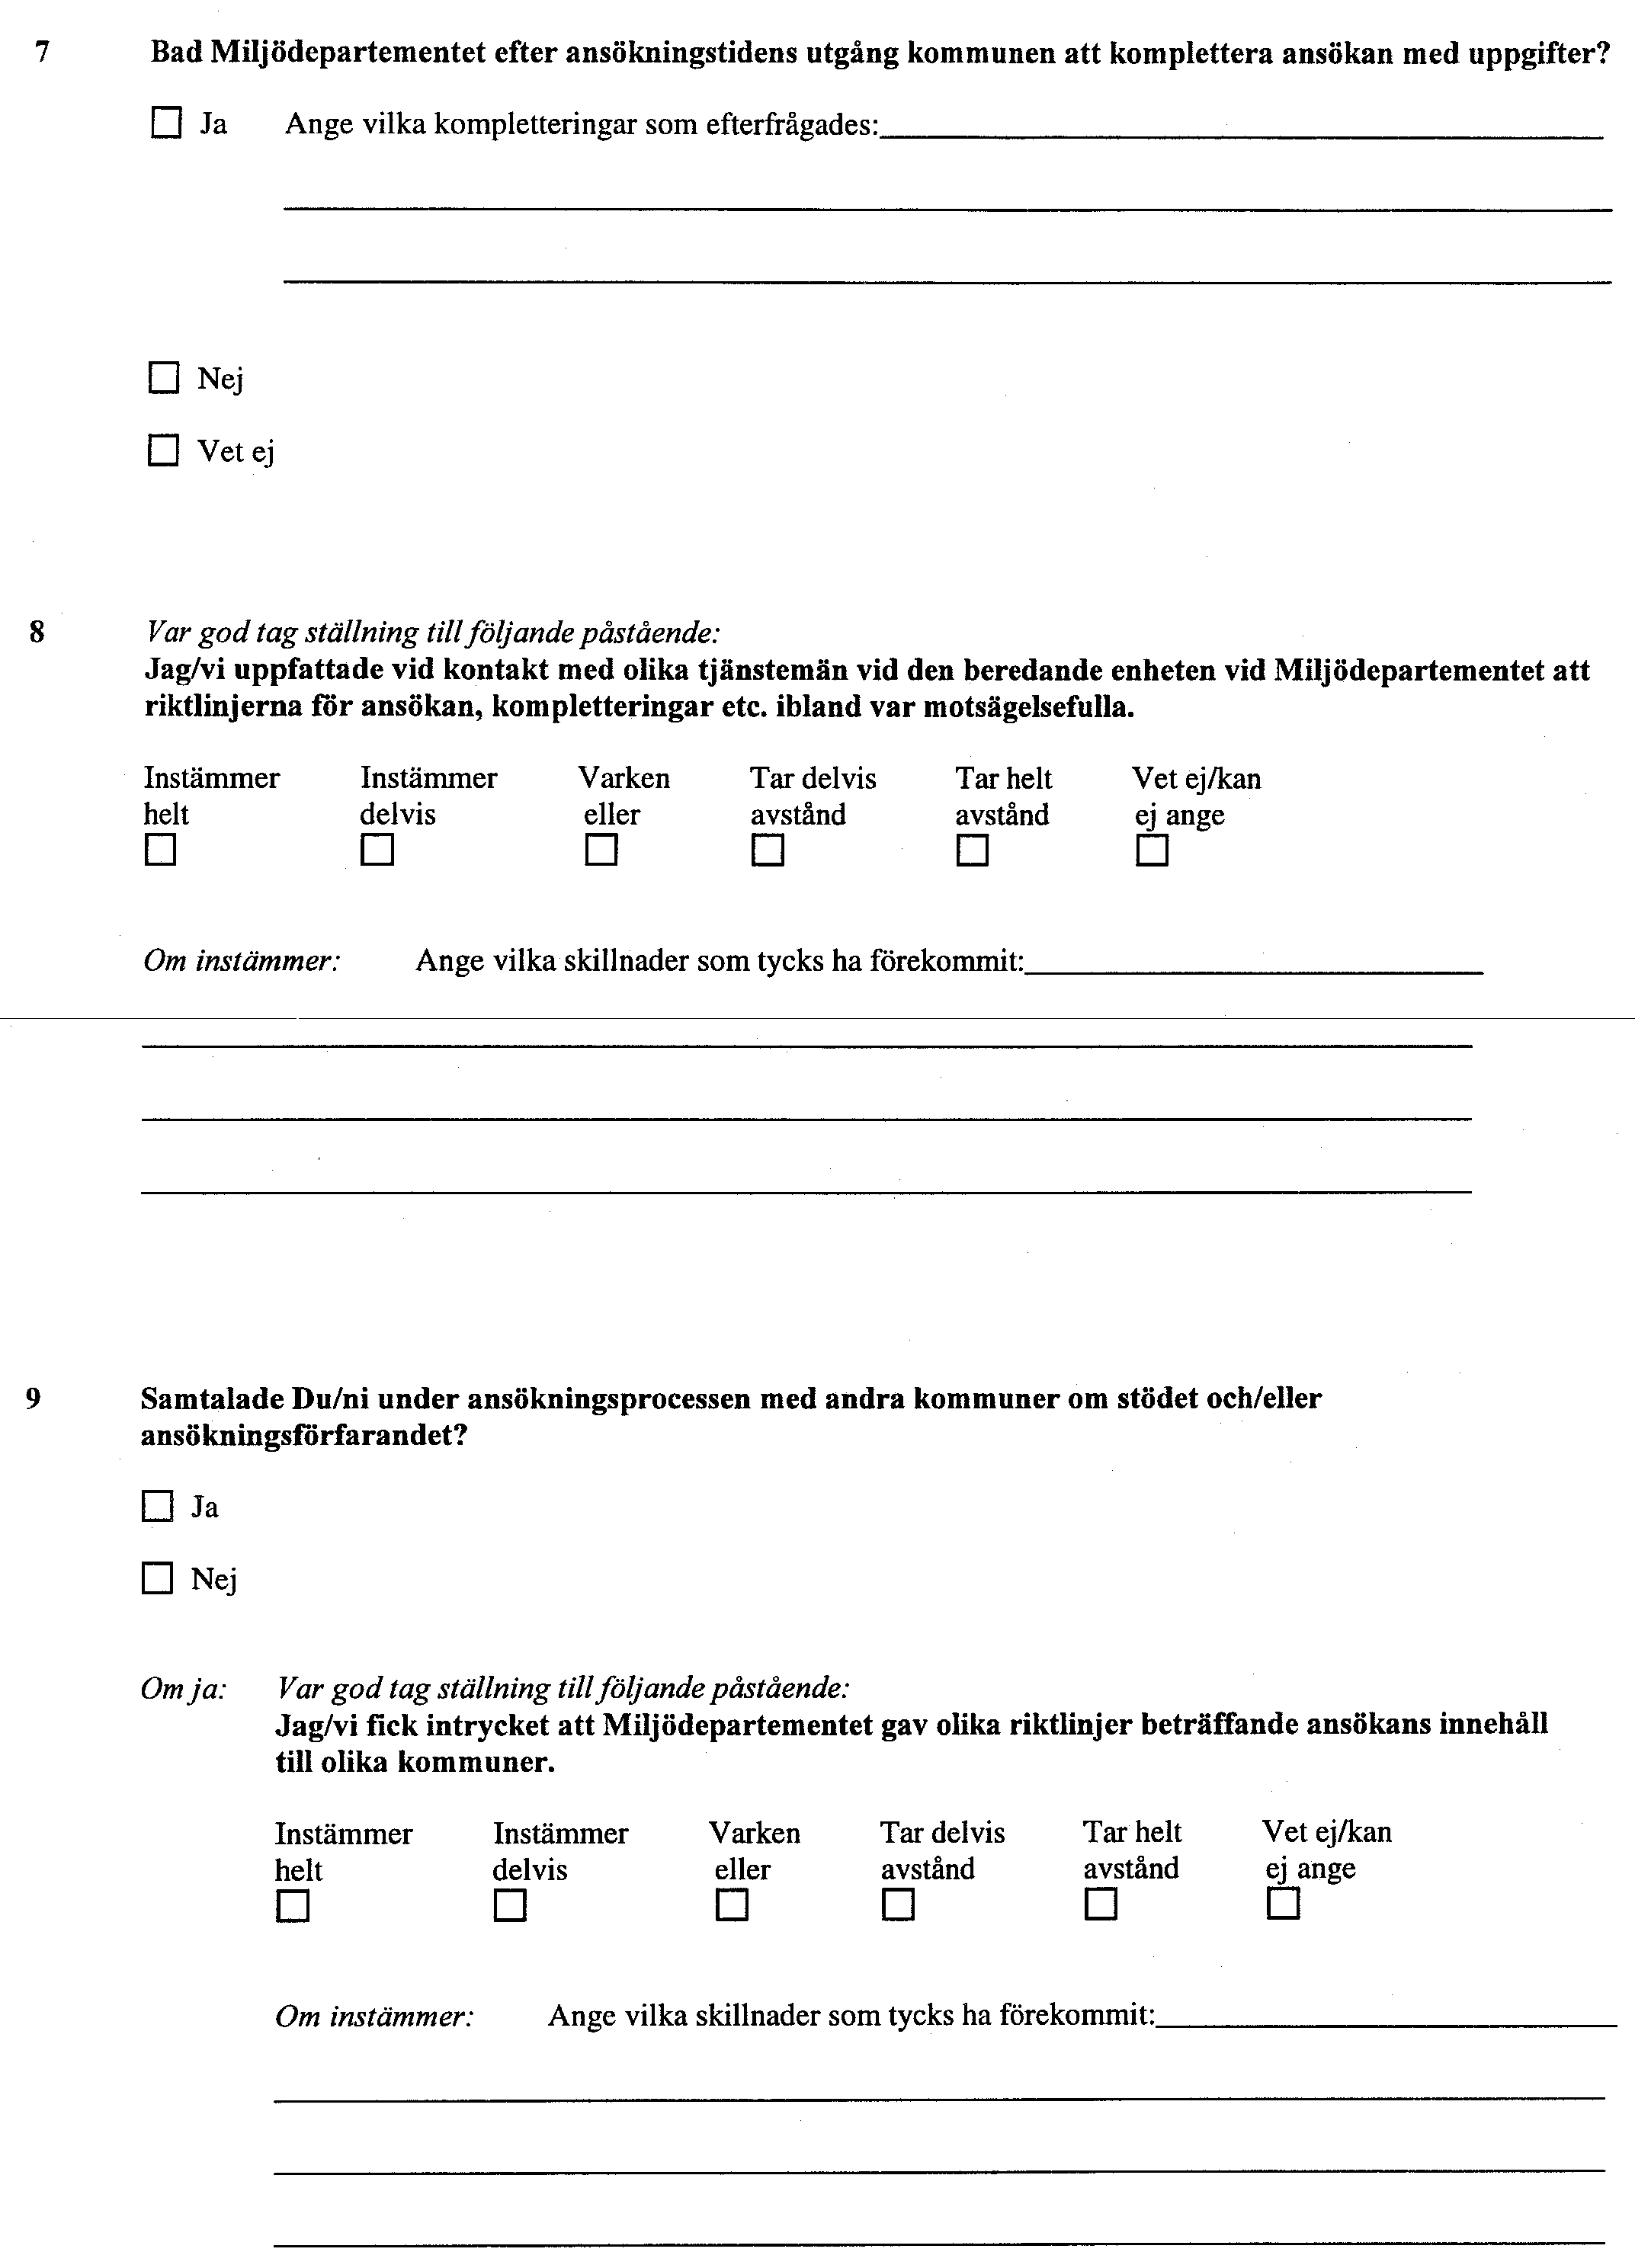 7 Bad Miljödepartementet efter ansökningstidens utgång kommunen att komplettera ansökan med uppgifter?
Ja Ange vilka kompletteringar som efterfrågades:
Nej
Vet ej
8 Var god tag ställning till följande påstående:
Jag/vi uppfattade vid kontakt med olika tjänstemän vid den beredande enheten vid Miljödepartementet att
riktlinjerna för ansökan, kompletteringar etc. ibland var motsägelsefulla.
Instämmer Instämmer Varken Tar delvis Tar helt Vet ej/kan
helt delvis eller avstånd avstånd ej ange
Om instämmer: Ange vilka skillnader som tycks ha förekommit:
9 Samtalade Du/ni under ansökningsprocessen med andra kommuner om stödet och/eller
ansökningsförfarandet?
Ja
Nej
Om ja: Var god tag ställning till följande påstående:
Jag/vi fick intrycket att Miljödepartementet gav olika riktlinjer beträffande ansökans innehåll
till olika kommuner.
Instämmer Instämmer Varken Tar delvis Tar helt Vet ej/kan
helt delvis eller avstånd avstånd ej ange
Om instämmer: Ange vilka skillnader som tycks ha förekommit: